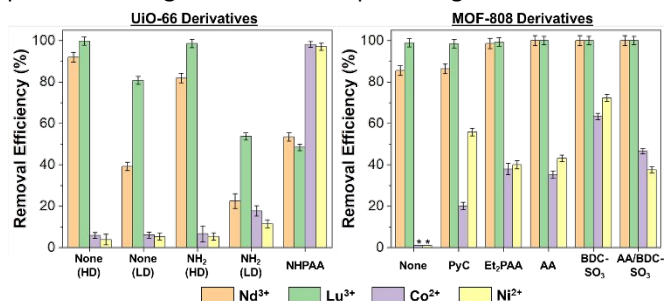 UiO-66 Derivatives
Removal Efficiency (%)
100
80
60
40
20
0
None
(HD)
None
(LD)
NH₂
(HD)
NH₂
(LD)
NHPAA
MOF-808 Derivatives
Removal Efficiency (%)
100
80
60
40
20
0
* *
None
PyC
Et₂PAA
AA
BDC-
SO₃
AA/BDC-
SO₃
Nd³⁺ Lu³⁺ Co²⁺ Ni²⁺